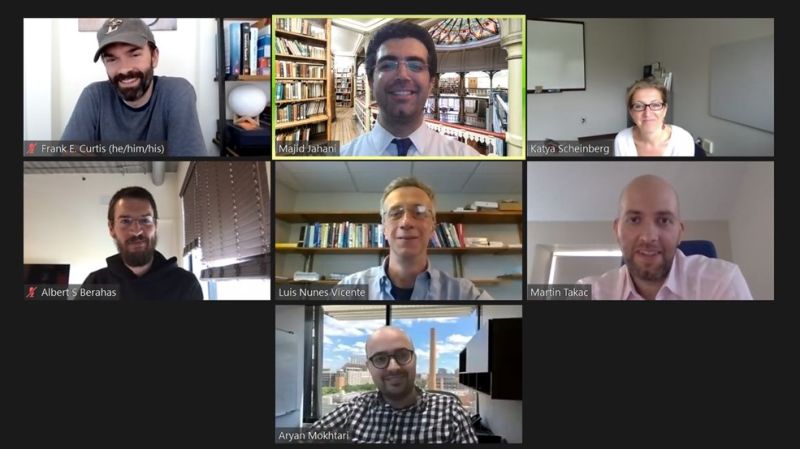 Frank E. Curtis (he/him/his)
Majid Jahani
Katya Scheinberg
Albert S Berahas
Luis Nunes Vicente
Martin Takac
Aryan Mokhtari